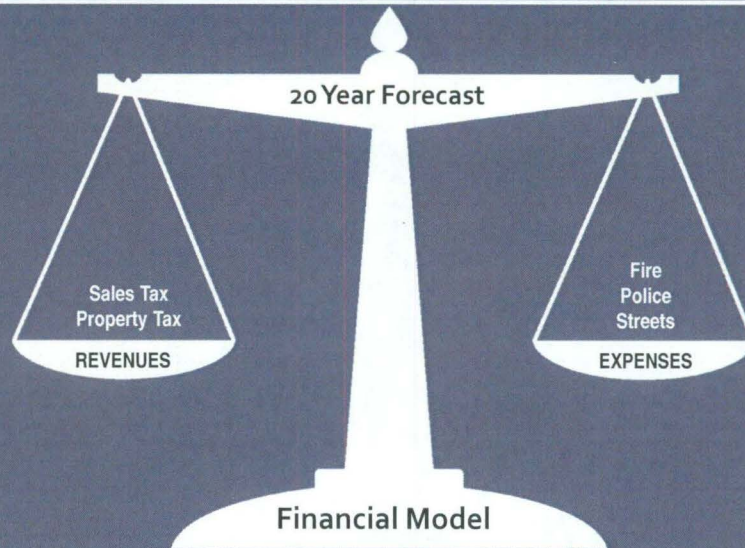 20 Year Forecast
Sales Tax
Property Tax
REVENUES
Fire
Police
Streets
EXPENSES
Financial Model